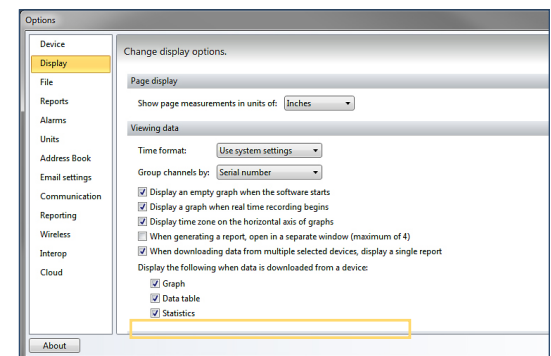 Options
Device
Display
File
Reports
Alarms
Units
Address Book
Email settings
Communication
Reporting
Wireless
Interop
Cloud
About
Change display options.
Page display
Show page measurements in units of: Inches
Viewing data
Time format: Use system settings
Group channels by: Serial number
Display an empty graph when the software starts
Display a graph when real time recording begins
Display time zone on the horizontal axis of graphs
When generating a report, open in a separate window (maximum of 4)
When downloading data from multiple selected devices, display a single report
Display the following when data is downloaded from a device:
Graph
Data table
Statistics